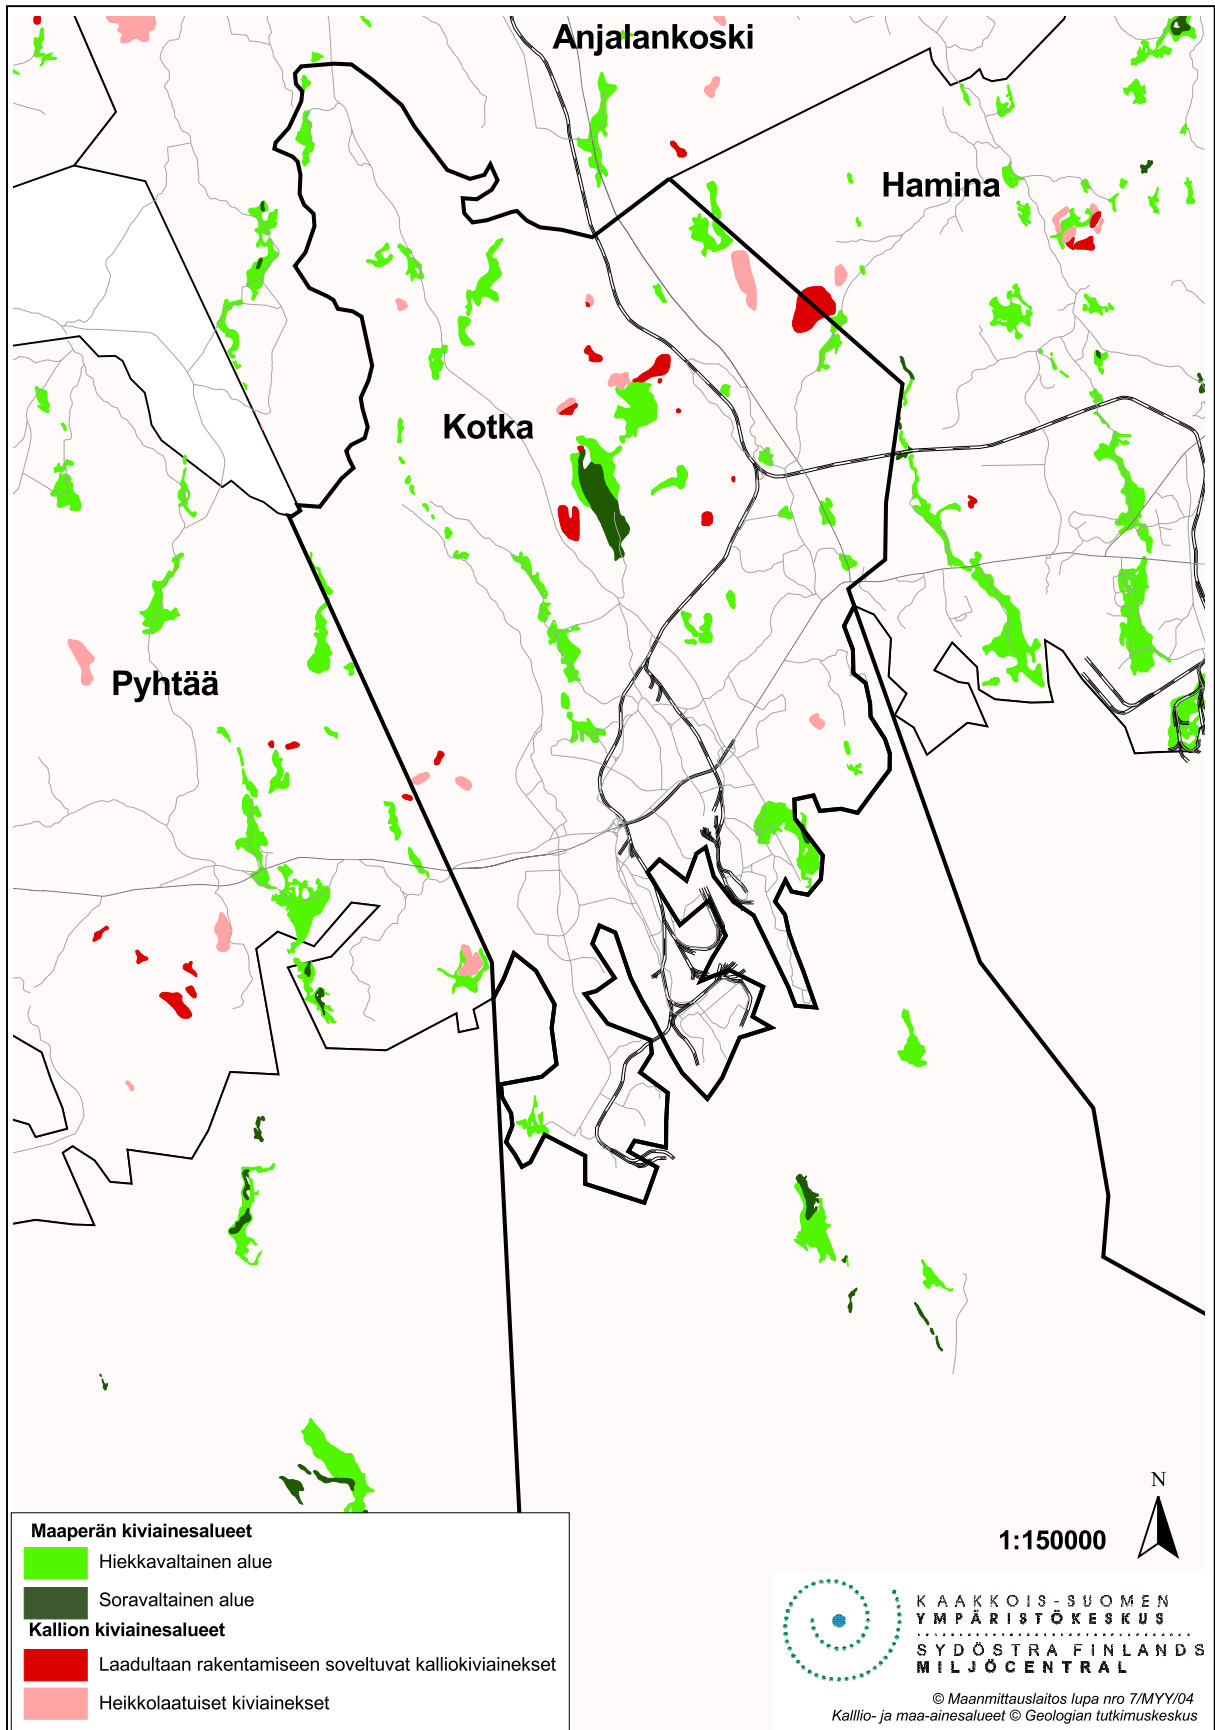 Anjalankoski
Hamina
Kotka
Pyhtää
N
1:150000
Maaperän kiviainesalueet
Hiekkavaltainen alue
Soravaltainen alue
Kallion kiviainesalueet
Laadultaan rakentamiseen soveltuvat kalliokiviainekset
Heikkolaatuiset kiviainekset
KAAKKOIS-SUOMEN
YMPÄRISTÖKESKUS
SYDÖSTRA FINLANDS
MILJÖCENTRAL
© Maanmittauslaitos lupa nro 7/MYY/04
Kalllio- ja maa-ainesalueet © Geologian tutkimuskeskus